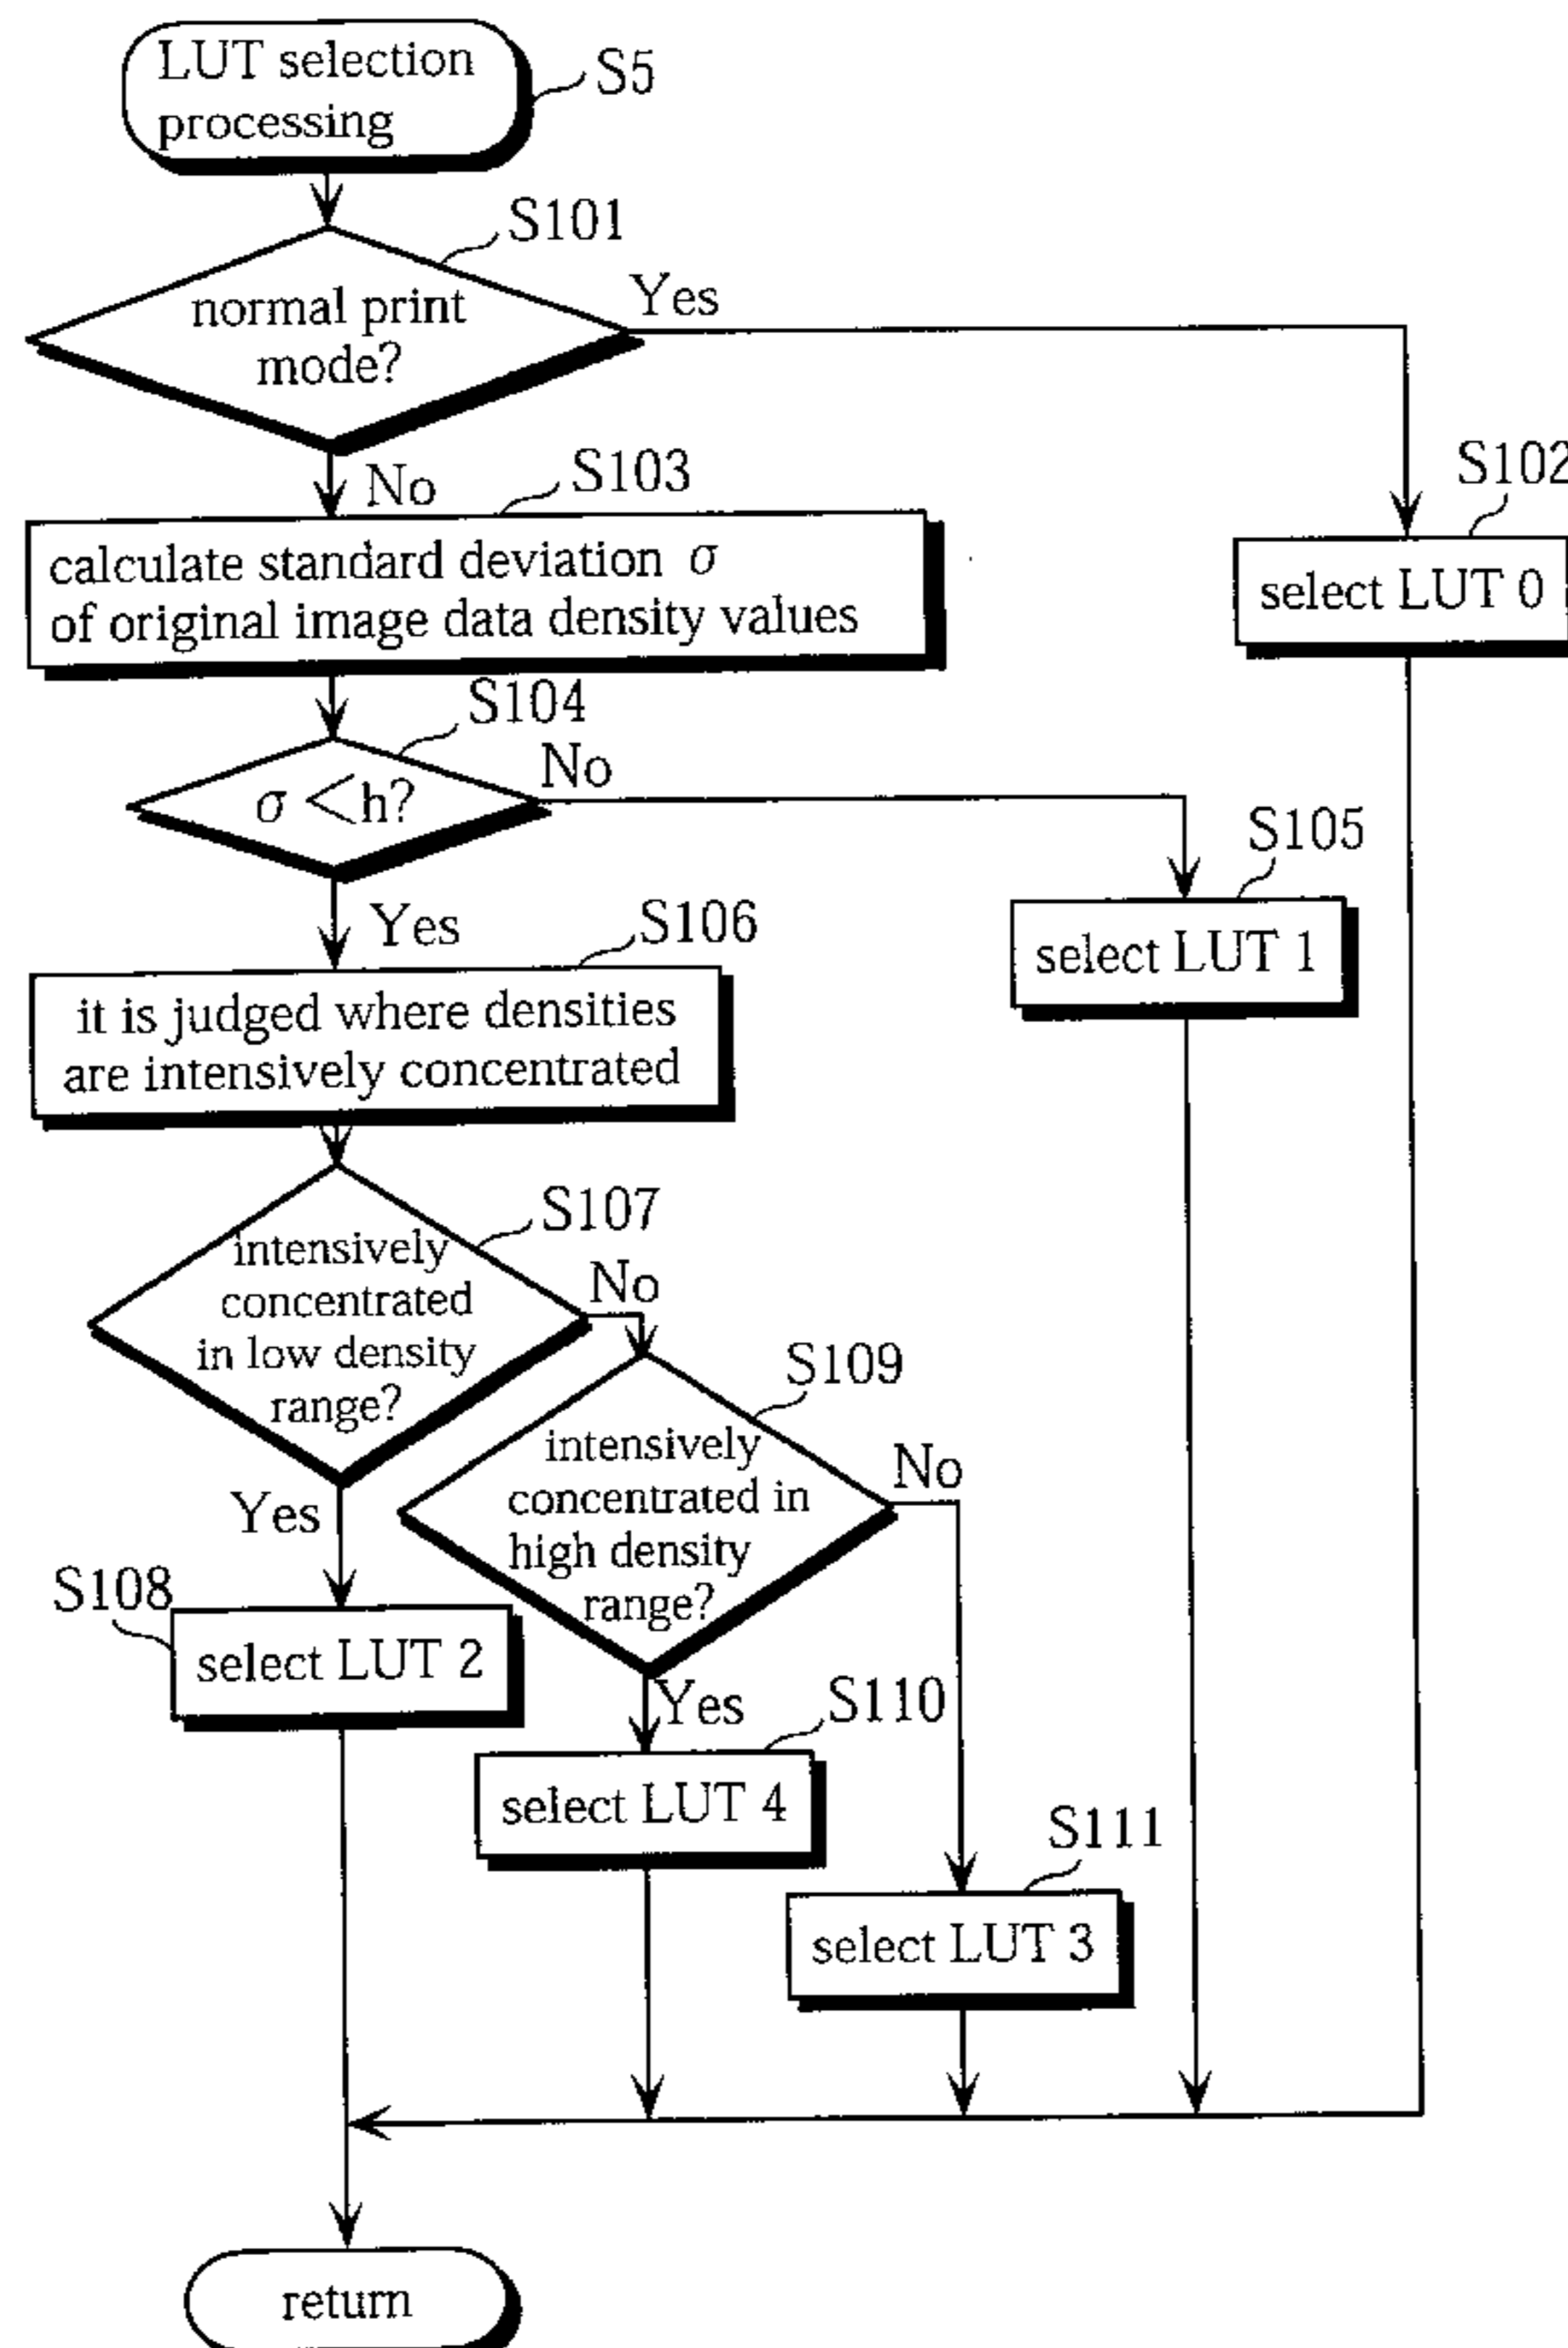 LUT selection
processing
S5
S101
normal print
mode?
Yes
No
S102
select LUT 0
S103
calculate standard deviation σ
of original image data density values
S104
σ <h?
No
Yes
S105
select LUT 1
S106
it is judged where densities
are intensively concentrated
S107
intensively
concentrated
in low density
range?
No
Yes
S108
select LUT 2
S109
intensively
concentrated in
high density
range?
No
Yes
S110
select LUT 4
S111
select LUT 3
return